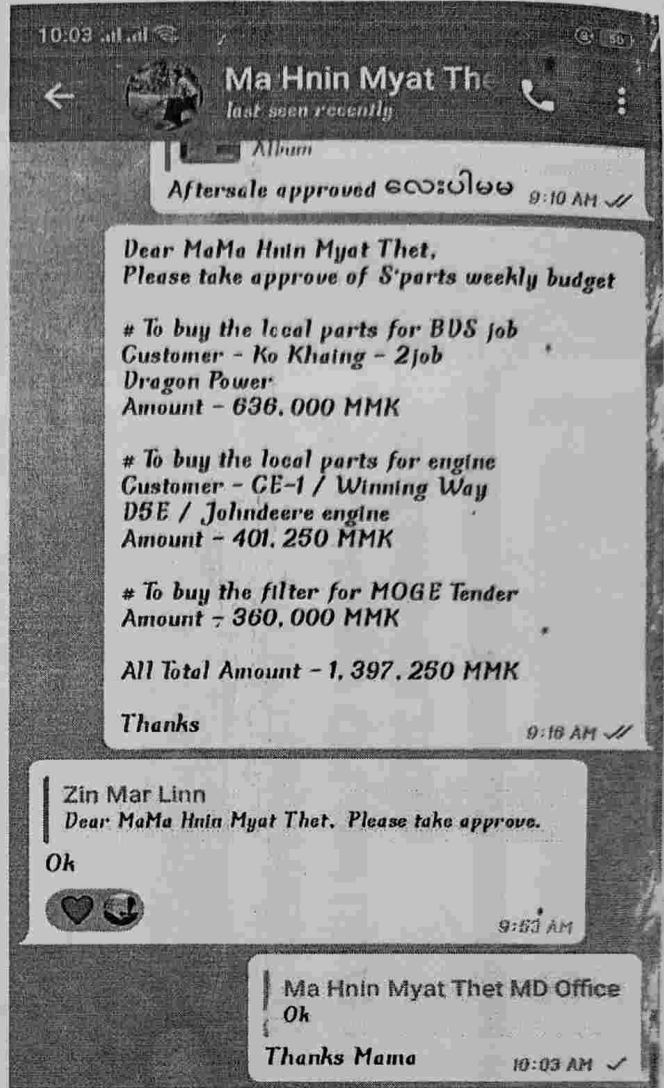 10:03
Ma Hnin Myat The
last seen recently
Album
Aftersale approved လေးပါမမ 9:10 AM
Dear MaMa Hnin Myat Thet,
Please take approve of S'parts weekly budget
# To buy the local parts for BDS job
Customer - Ko Khaing - 2job
Dragon Power
Amount - 636,000 MMK
# To buy the local parts for engine
Customer - CE-1 / Winning Way
D5E / Johndeere engine
Amount - 401,250 MMK
# To buy the filter for MOGE Tender
Amount - 360,000 MMK
All Total Amount - 1,397,250 MMK
Thanks
9:16 AM
Zin Mar Linn
Dear MaMa Hnin Myat Thet, Please take approve.
Ok
9:53 AM
Ma Hnin Myat Thet MD Office
Ok
Thanks Mama
10:03 AM